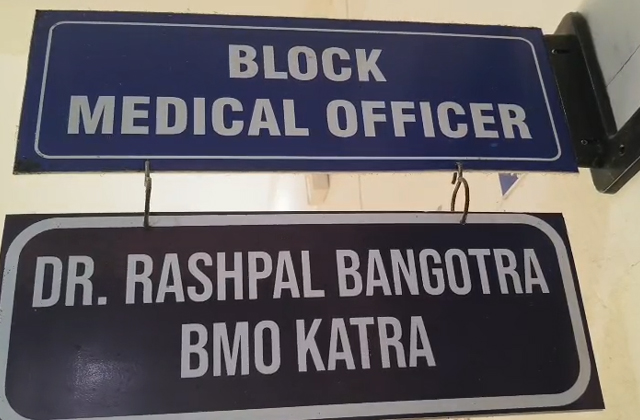 BLOCK
MEDICAL OFFICER
DR. RASHPAL BANGOTRA
BMO KATRA